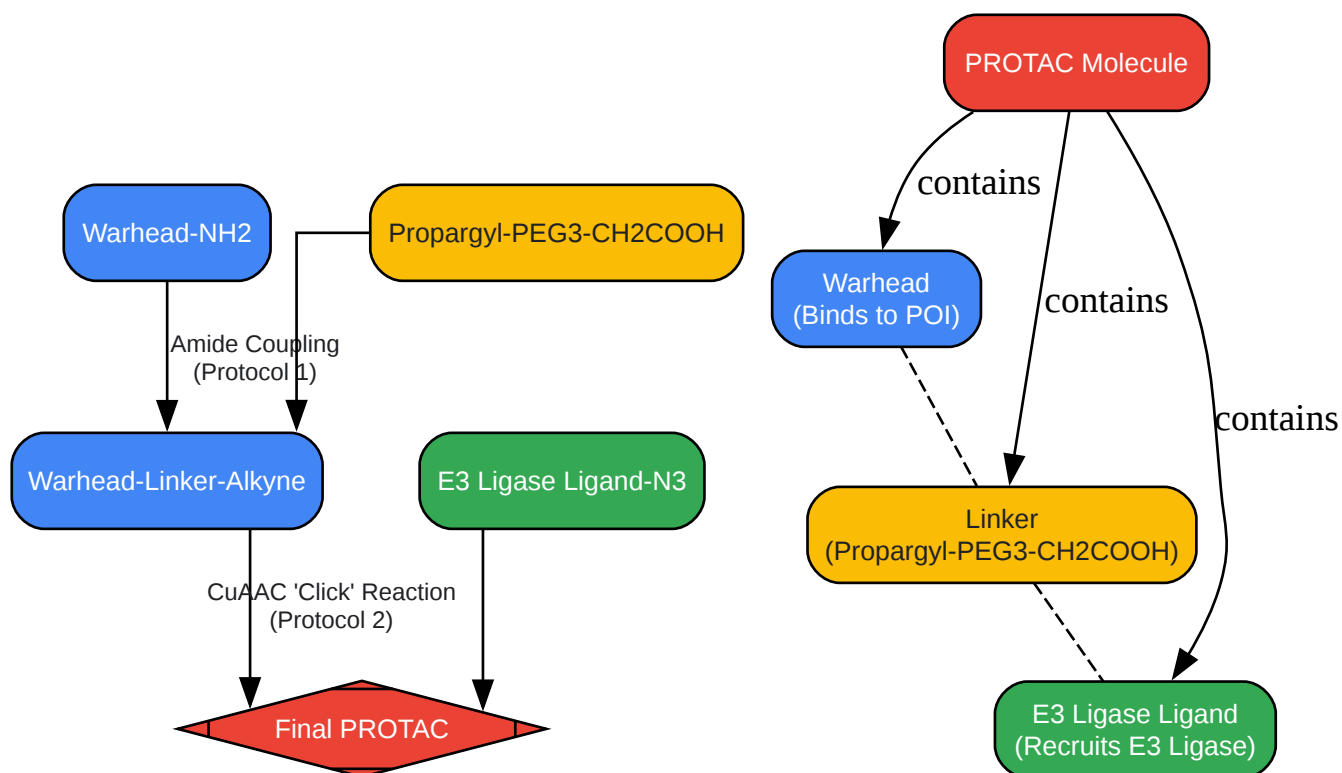 PROTAC Molecule
contains
Warhead-NH2
Propargyl-PEG3-CH2COOH
Warhead
(Binds to POI)
contains
Amide Coupling
(Protocol 1)
contains
Warhead-Linker-Alkyne
E3 Ligase Ligand-N3
Linker
(Propargyl-PEG3-CH2COOH)
CuAAC 'Click' Reaction
(Protocol 2)
Final PROTAC
E3 Ligase Ligand
(Recruits E3 Ligase)